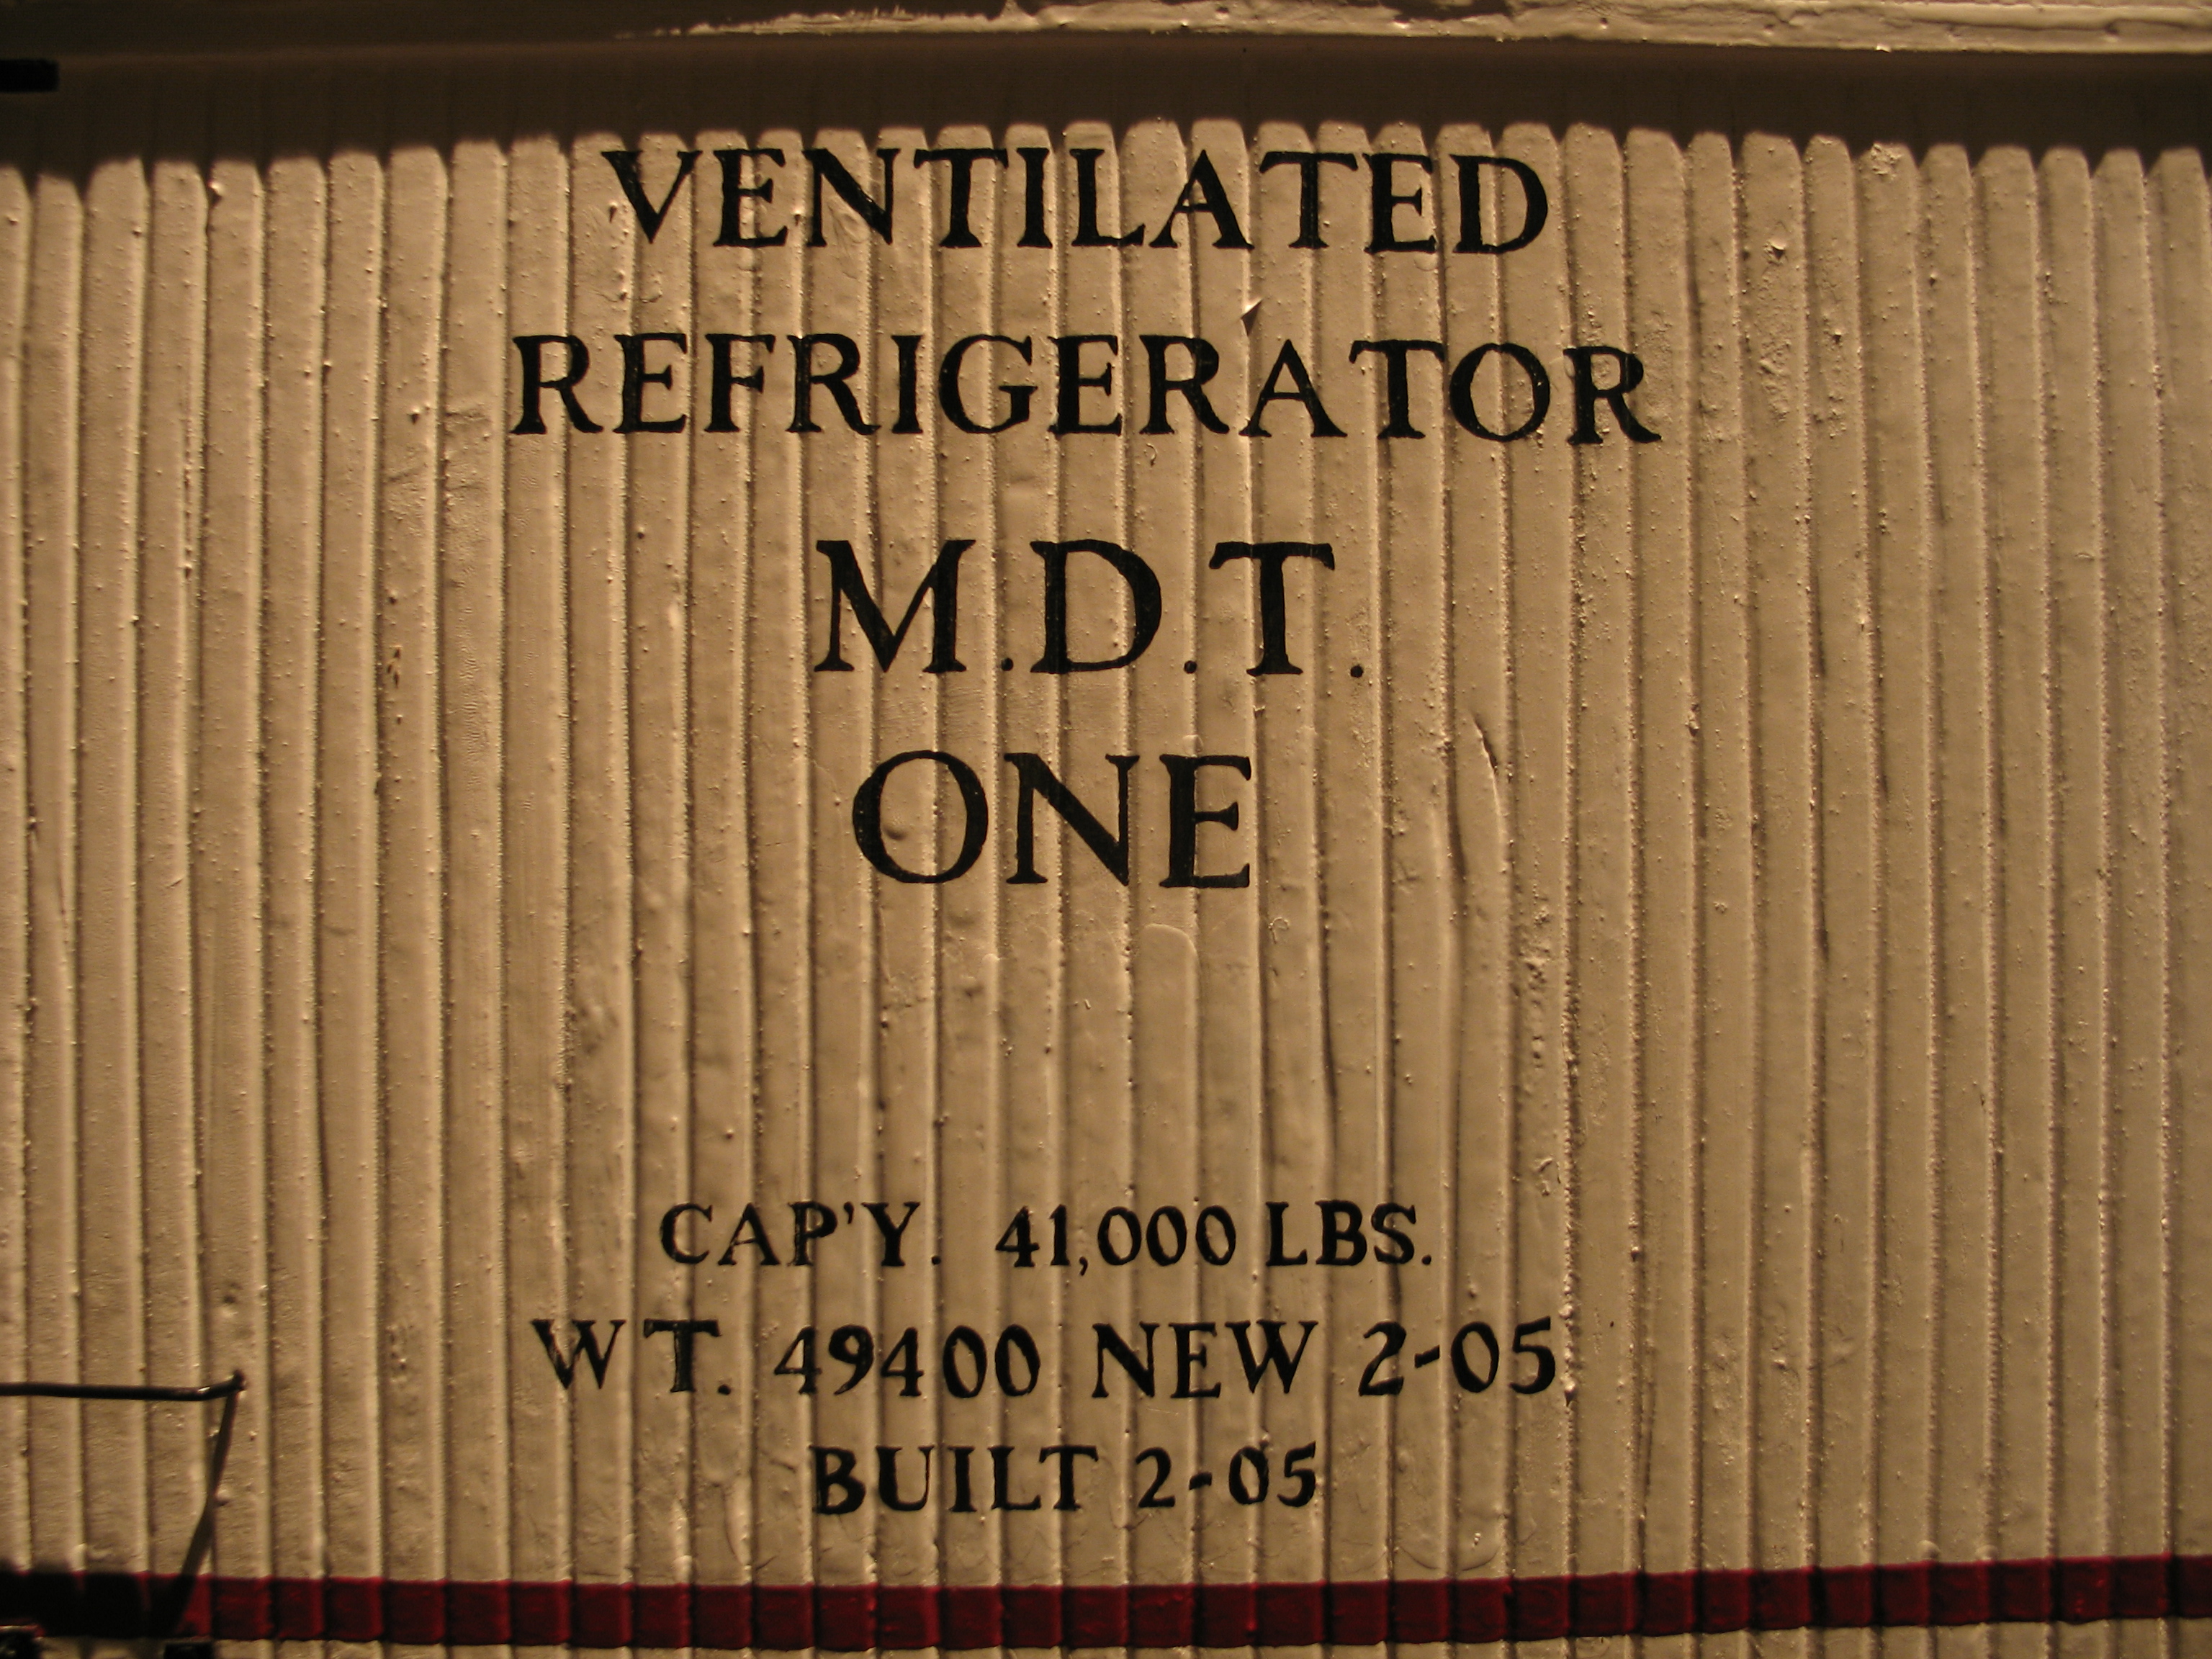 VENTILATED
REFRIGERATOR
M.D.T.
ONE
CAP'Y. 41,000 LBS.
WT. 49400 NEW 2-05
BUILT 2-05